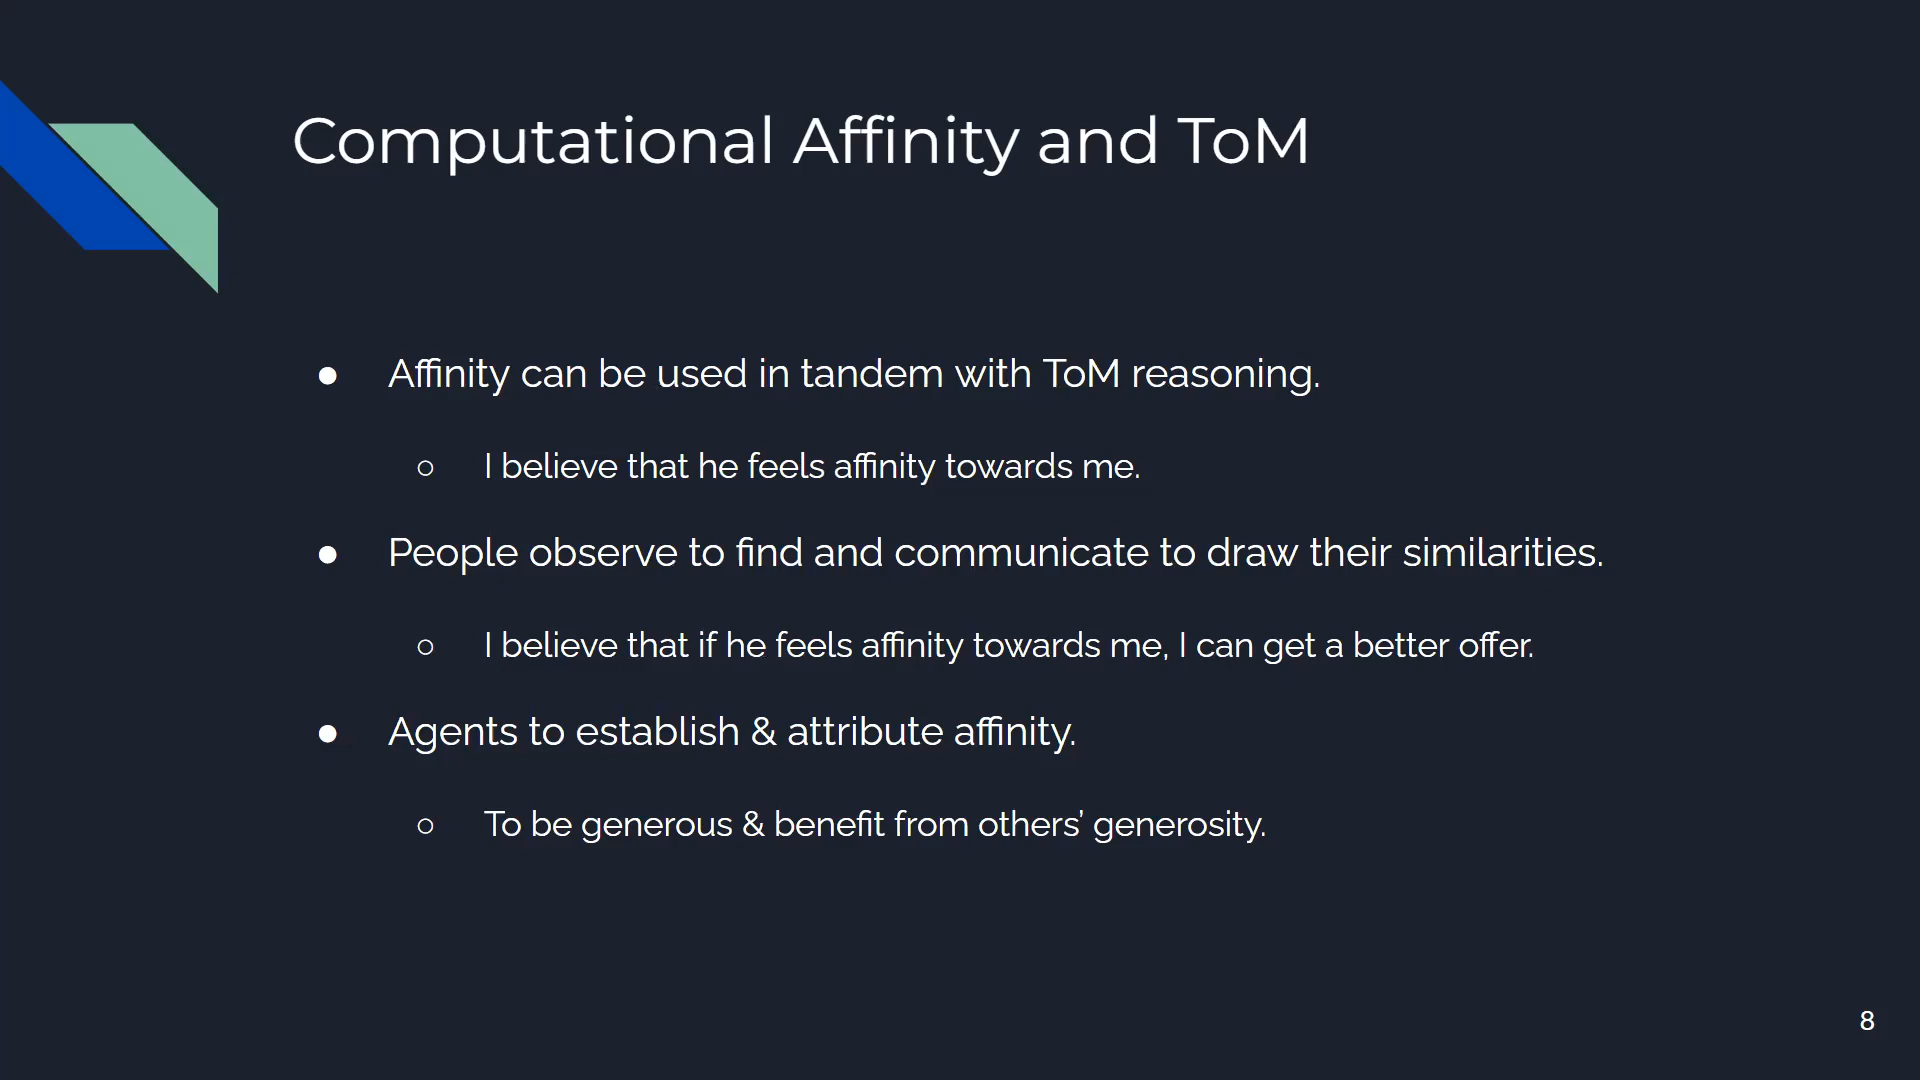 Computational Affinity and ToM
● Affinity can be used in tandem with ToM reasoning.
○ I believe that he feels affinity towards me.
● People observe to find and communicate to draw their similarities.
○ I believe that if he feels affinity towards me, I can get a better offer.
● Agents to establish & attribute affinity.
○ To be generous & benefit from others’ generosity.
8